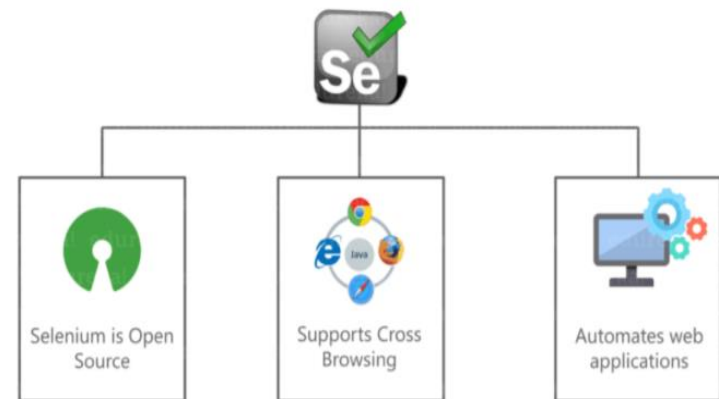 Se
Selenium is Open
Source
Java
Supports Cross
Browsing
Automates web
applications